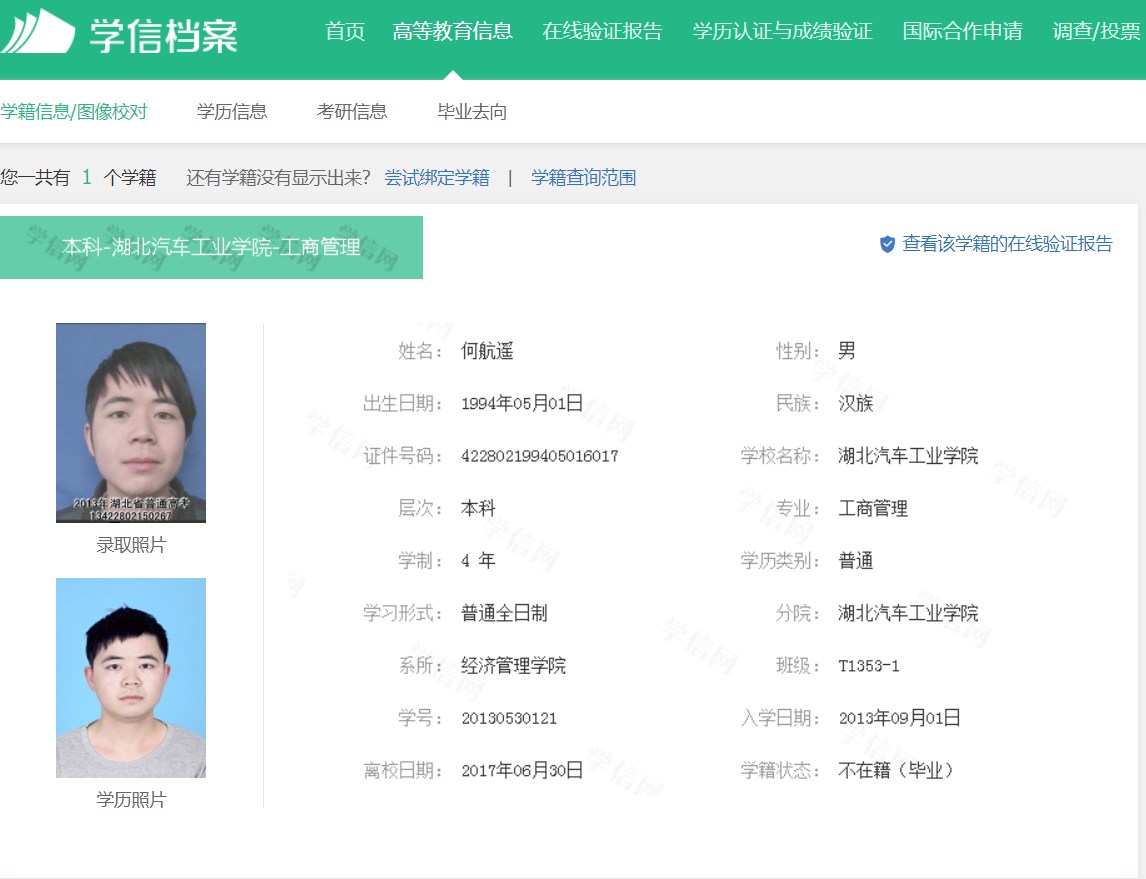 学信档案 首页 高等教育信息 在线验证报告 学历认证与成绩验证 国际合作申请 调查/投票
学籍信息/图像校对 学历信息 考研信息 毕业去向
您一共有 1 个学籍 还有学籍没有显示出来？ 尝试绑定学籍 | 学籍查询范围
本科-湖北汽车工业学院-工商管理
查看该学籍的在线验证报告
2013年湖北省普通高考
13422802150267
录取照片
学历照片
姓名： 何航遥 性别： 男
出生日期： 1994年05月01日 民族： 汉族
证件号码： 422802199405016017 学校名称： 湖北汽车工业学院
层次： 本科 专业： 工商管理
学制： 4 年 学历类别： 普通
学习形式： 普通全日制 分院： 湖北汽车工业学院
系所： 经济管理学院 班级： T1353-1
学号： 20130530121 入学日期： 2013年09月01日
离校日期： 2017年06月30日 学籍状态： 不在籍（毕业）
学信网